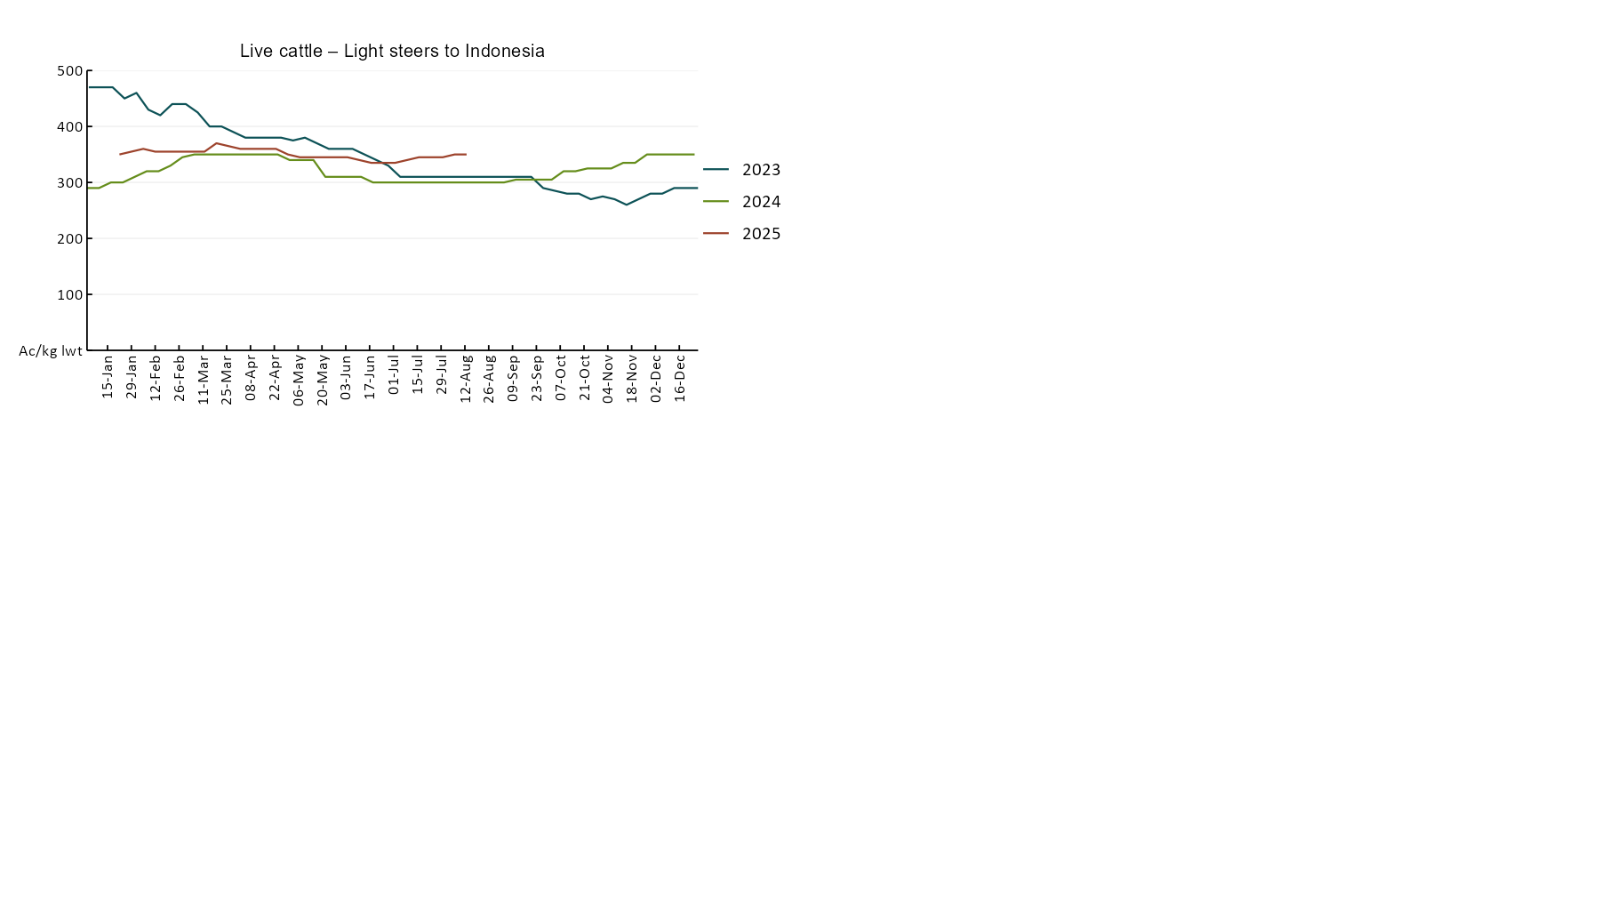 Live cattle – Light steers to Indonesia
500
400
300
200
100
Ac/kg lwt
15-Jan
29-Jan
12-Feb
26-Feb
11-Mar
25-Mar
08-Apr
22-Apr
06-May
20-May
03-Jun
17-Jun
01-Jul
15-Jul
29-Jul
12-Aug
26-Aug
09-Sep
23-Sep
07-Oct
21-Oct
04-Nov
18-Nov
02-Dec
16-Dec
2023
2024
2025